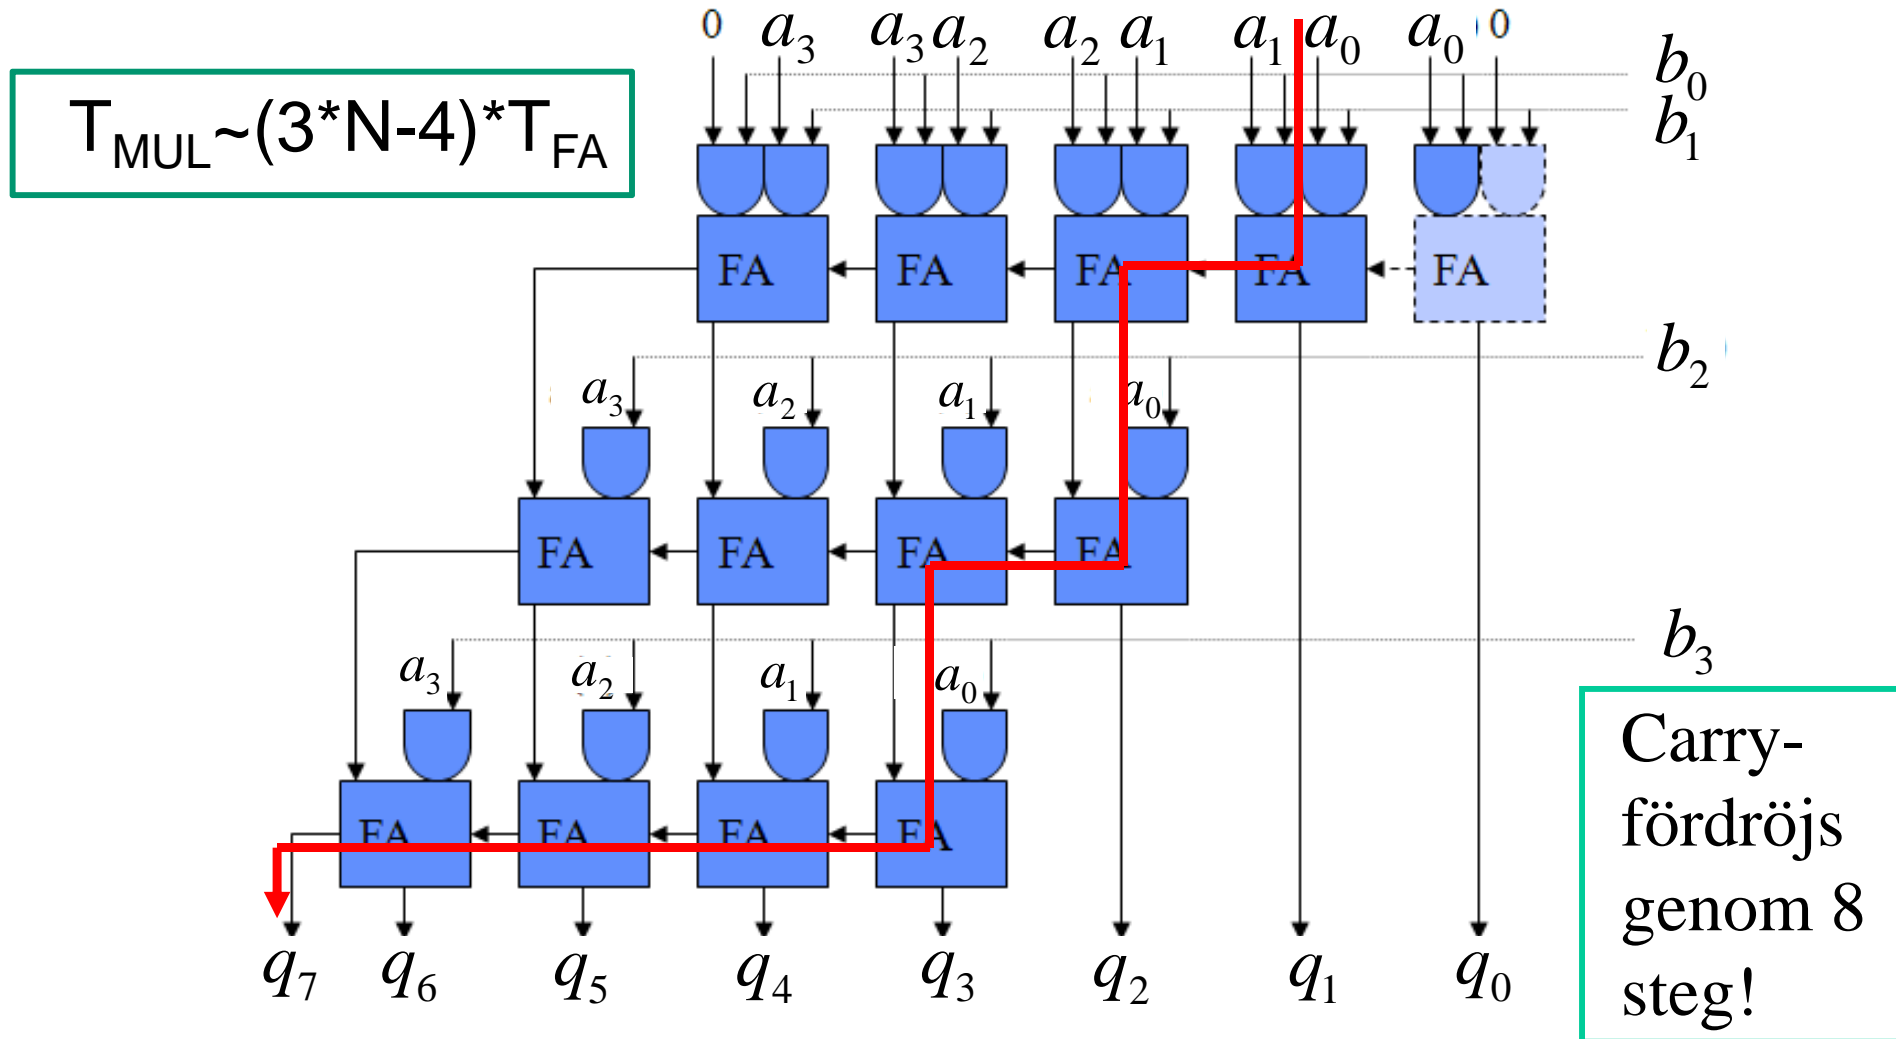 0 a3 a3 a2 a2 a1 a1 a0 a0 0
b0
b1
TMUL~(3*N-4)*TFA
FA FA FA FA FA
b2
a3 a2 a1 a0
FA FA FA FA
b3
a3 a2 a1 a0
FA FA FA FA
q7 q6 q5 q4 q3 q2 q1 q0
Carry-
fördröjs
genom 8
steg!